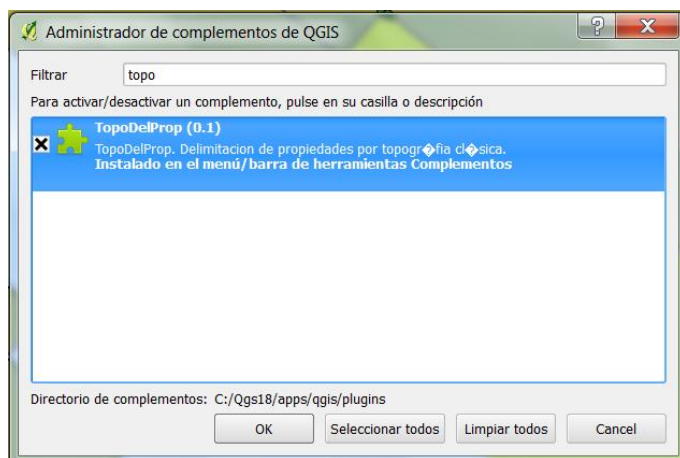 Administrador de complementos de QGIS
Filtrar topo
Para activar/desactivar un complemento, pulse en su casilla o descripción
TopoDelProp (0.1)
TopoDelProp. Delimitacion de propiedades por topogr�fia cl�sica.
Instalado en el menú/barra de herramientas Complementos
Directorio de complementos: C:/Qgs18/apps/qgis/plugins
OK Seleccionar todos Limpiar todos Cancel